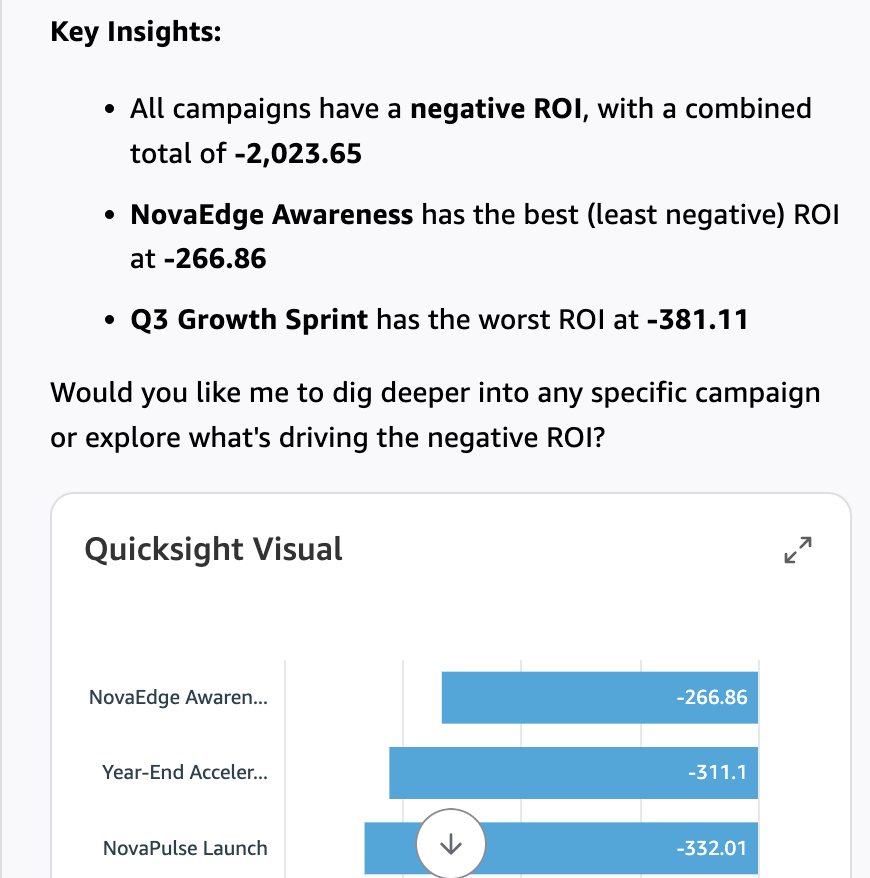 Key Insights:
• All campaigns have a negative ROI, with a combined
total of -2,023.65
• NovaEdge Awareness has the best (least negative) ROI
at -266.86
• Q3 Growth Sprint has the worst ROI at -381.11
Would you like me to dig deeper into any specific campaign
or explore what's driving the negative ROI?
Quicksight Visual
NovaEdge Awaren... -266.86
Year-End Acceler... -311.1
NovaPulse Launch -332.01